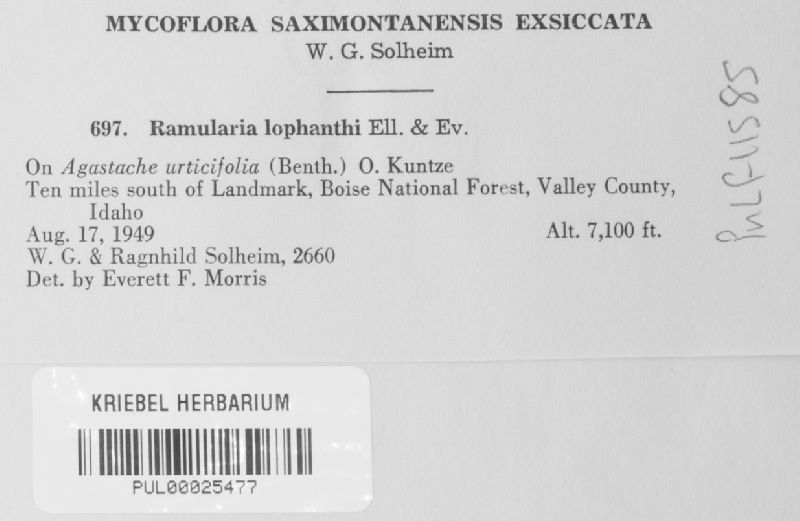 MYCOFLORA SAXIMONTANENSIS EXSICCATA
W. G. Solheim
697. Ramularia lophanthi Ell. & Ev.
On Agastache urticifolia (Benth.) O. Kuntze
Ten miles south of Landmark, Boise National Forest, Valley County,
Idaho
Aug. 17, 1949 Alt. 7,100 ft.
W. G. & Ragnhild Solheim, 2660
Det. by Everett F. Morris
KRIEBEL HERBARIUM
PUL00025477